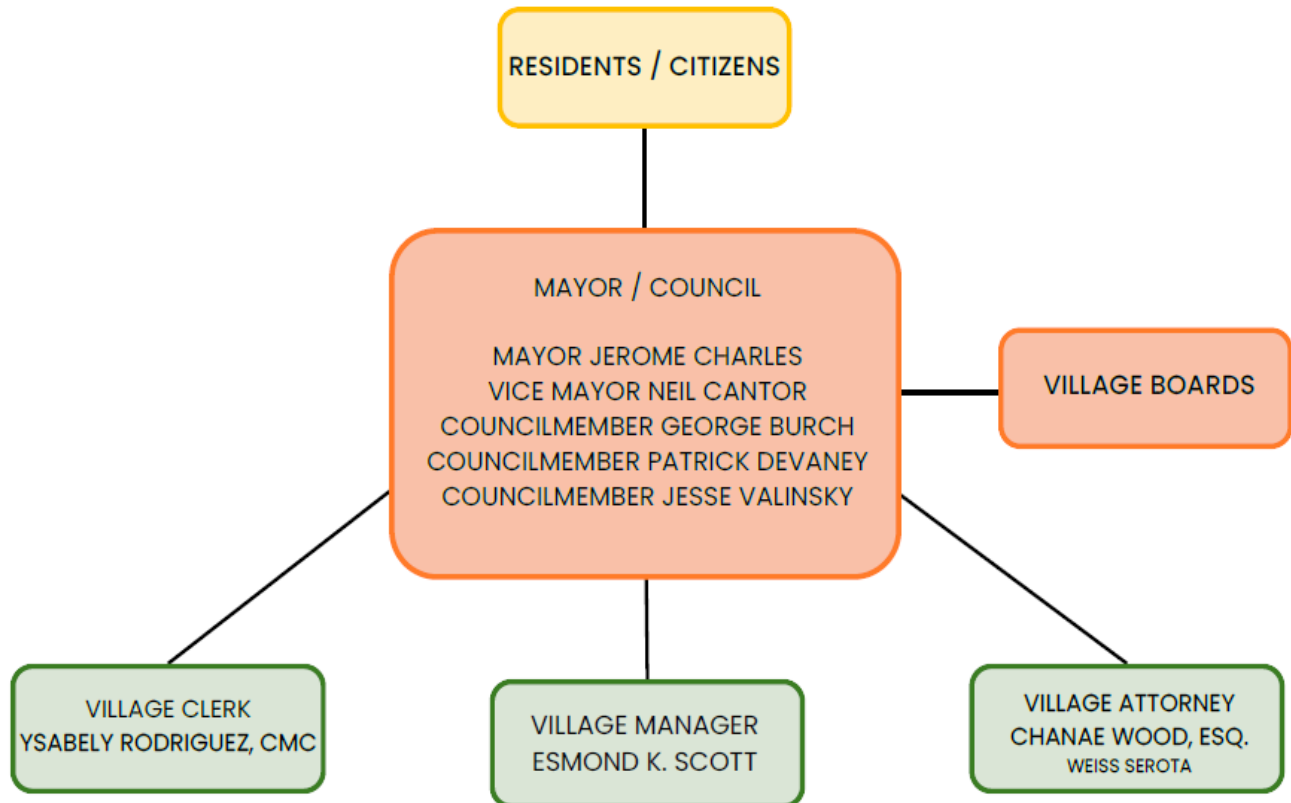 RESIDENTS / CITIZENS
MAYOR / COUNCIL
MAYOR JEROME CHARLES
VICE MAYOR NEIL CANTOR
COUNCILMEMBER GEORGE BURCH
COUNCILMEMBER PATRICK DEVANEY
COUNCILMEMBER JESSE VALINSKY
VILLAGE BOARDS
VILLAGE CLERK
YSABELY RODRIGUEZ, CMC
VILLAGE MANAGER
ESMOND K. SCOTT
VILLAGE ATTORNEY
CHANAE WOOD, ESQ.
WEISS SEROTA